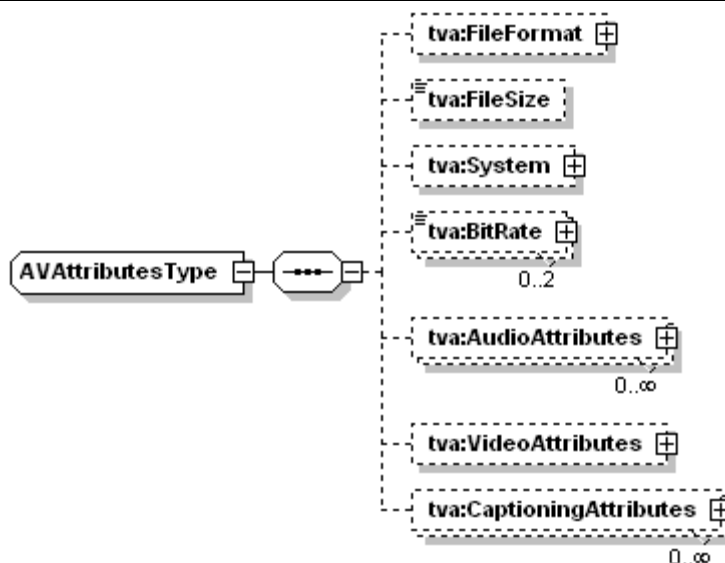 tva:FileFormat
tva:FileSize
tva:System
tva:BitRate
0..2
AVAttributesType
tva:AudioAttributes
0..∞
tva:VideoAttributes
tva:CaptioningAttributes
0..∞